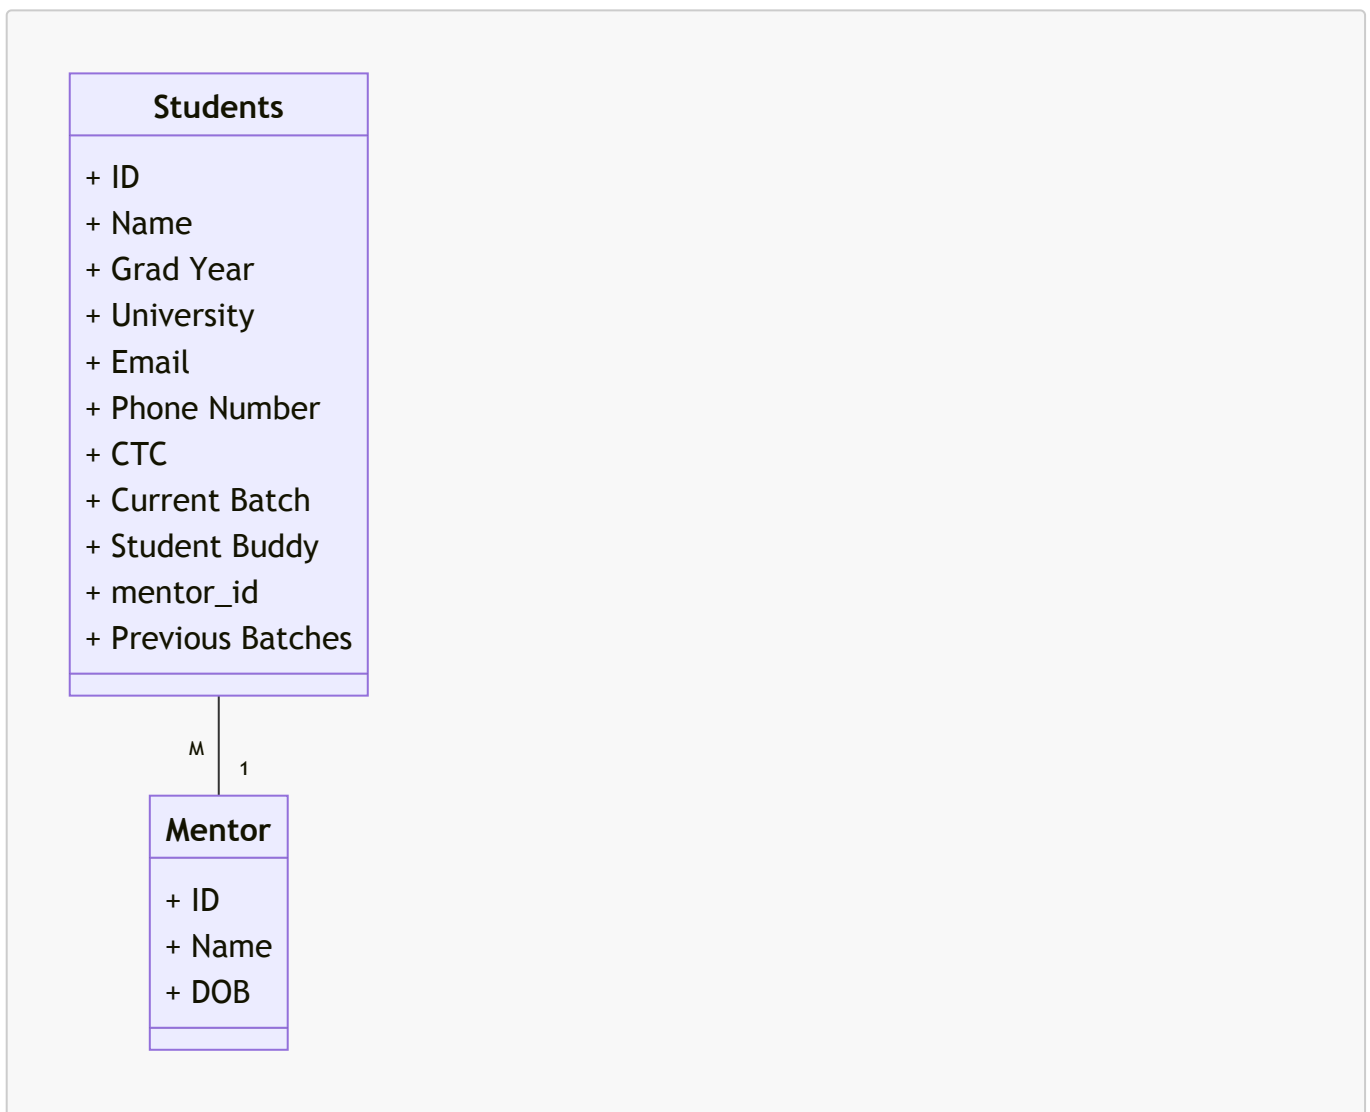 Students
+ ID
+ Name
+ Grad Year
+ University
+ Email
+ Phone Number
+ CTC
+ Current Batch
+ Student Buddy
+ mentor_id
+ Previous Batches
M
1
Mentor
+ ID
+ Name
+ DOB